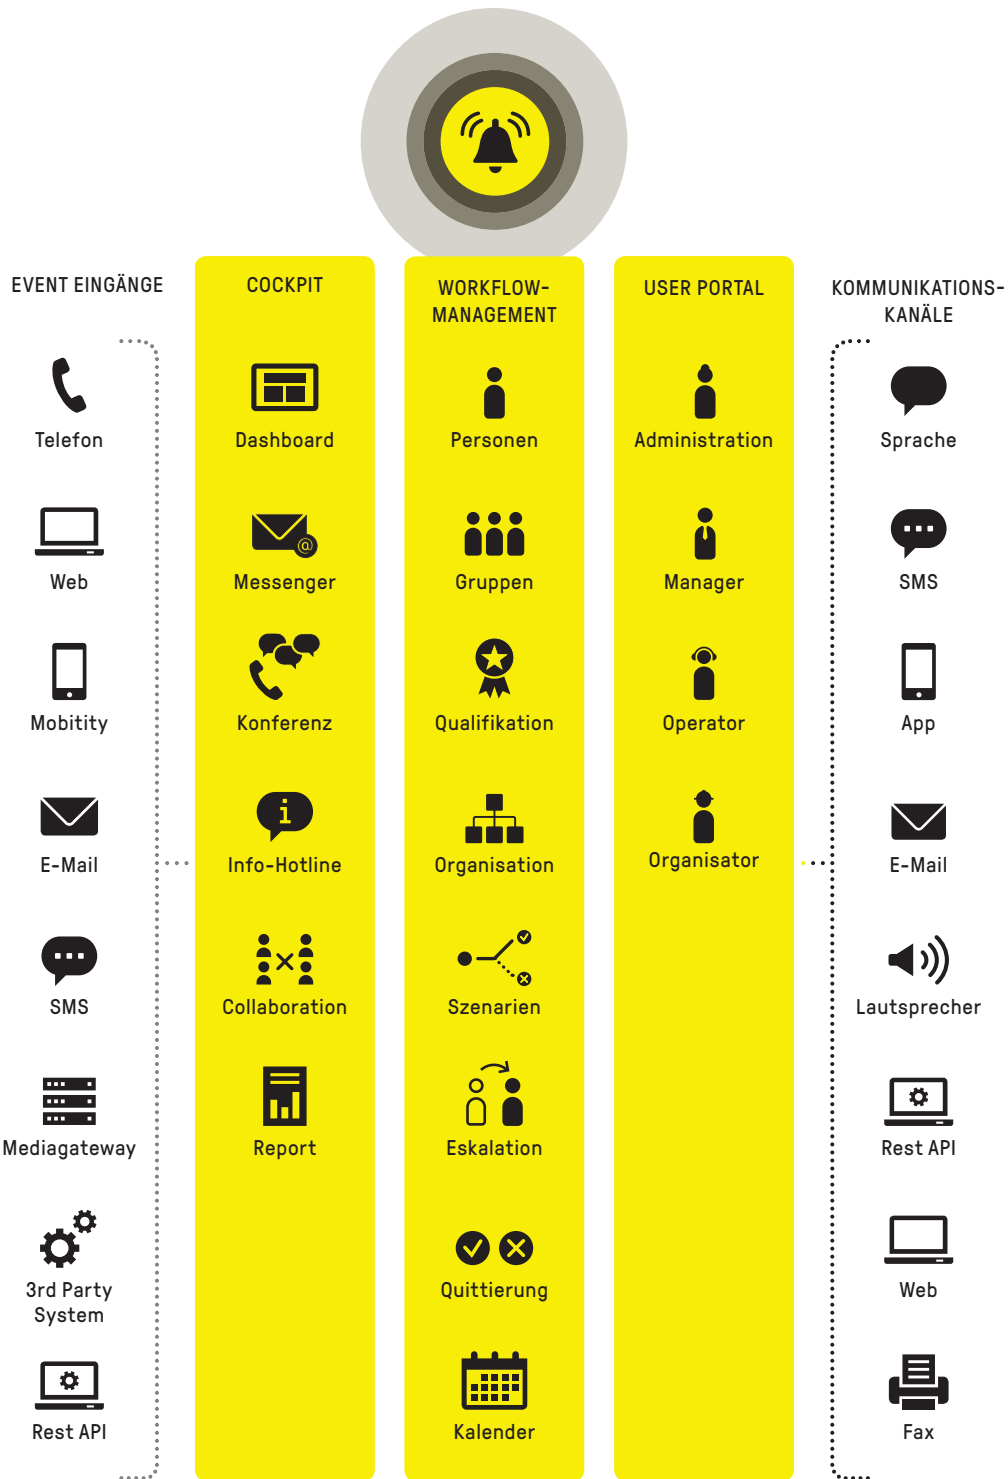 EVENT EINGÄNGE
Telefon
Web
Mobitity
E-Mail
SMS
Mediagateway
3rd Party
System
Rest API
COCKPIT
Dashboard
@
Messenger
Konferenz
i
Info-Hotline
Collaboration
Report
WORKFLOW-
MANAGEMENT
Personen
Gruppen
Qualifikation
Organisation
Szenarien
Eskalation
Quittierung
Kalender
USER PORTAL
Administration
Manager
Operator
Organisator
KOMMUNIKATIONS-
KANÄLE
Sprache
SMS
App
E-Mail
Lautsprecher
Rest API
Web
Fax